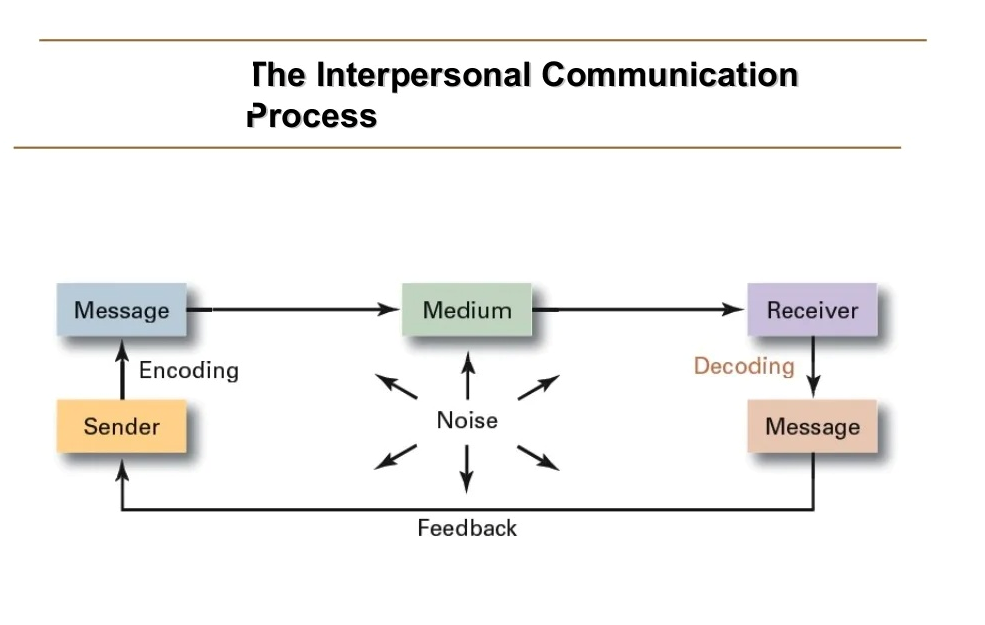 The Interpersonal Communication
Process
Message
Medium
Receiver
Encoding
Decoding
Sender
Noise
Message
Feedback